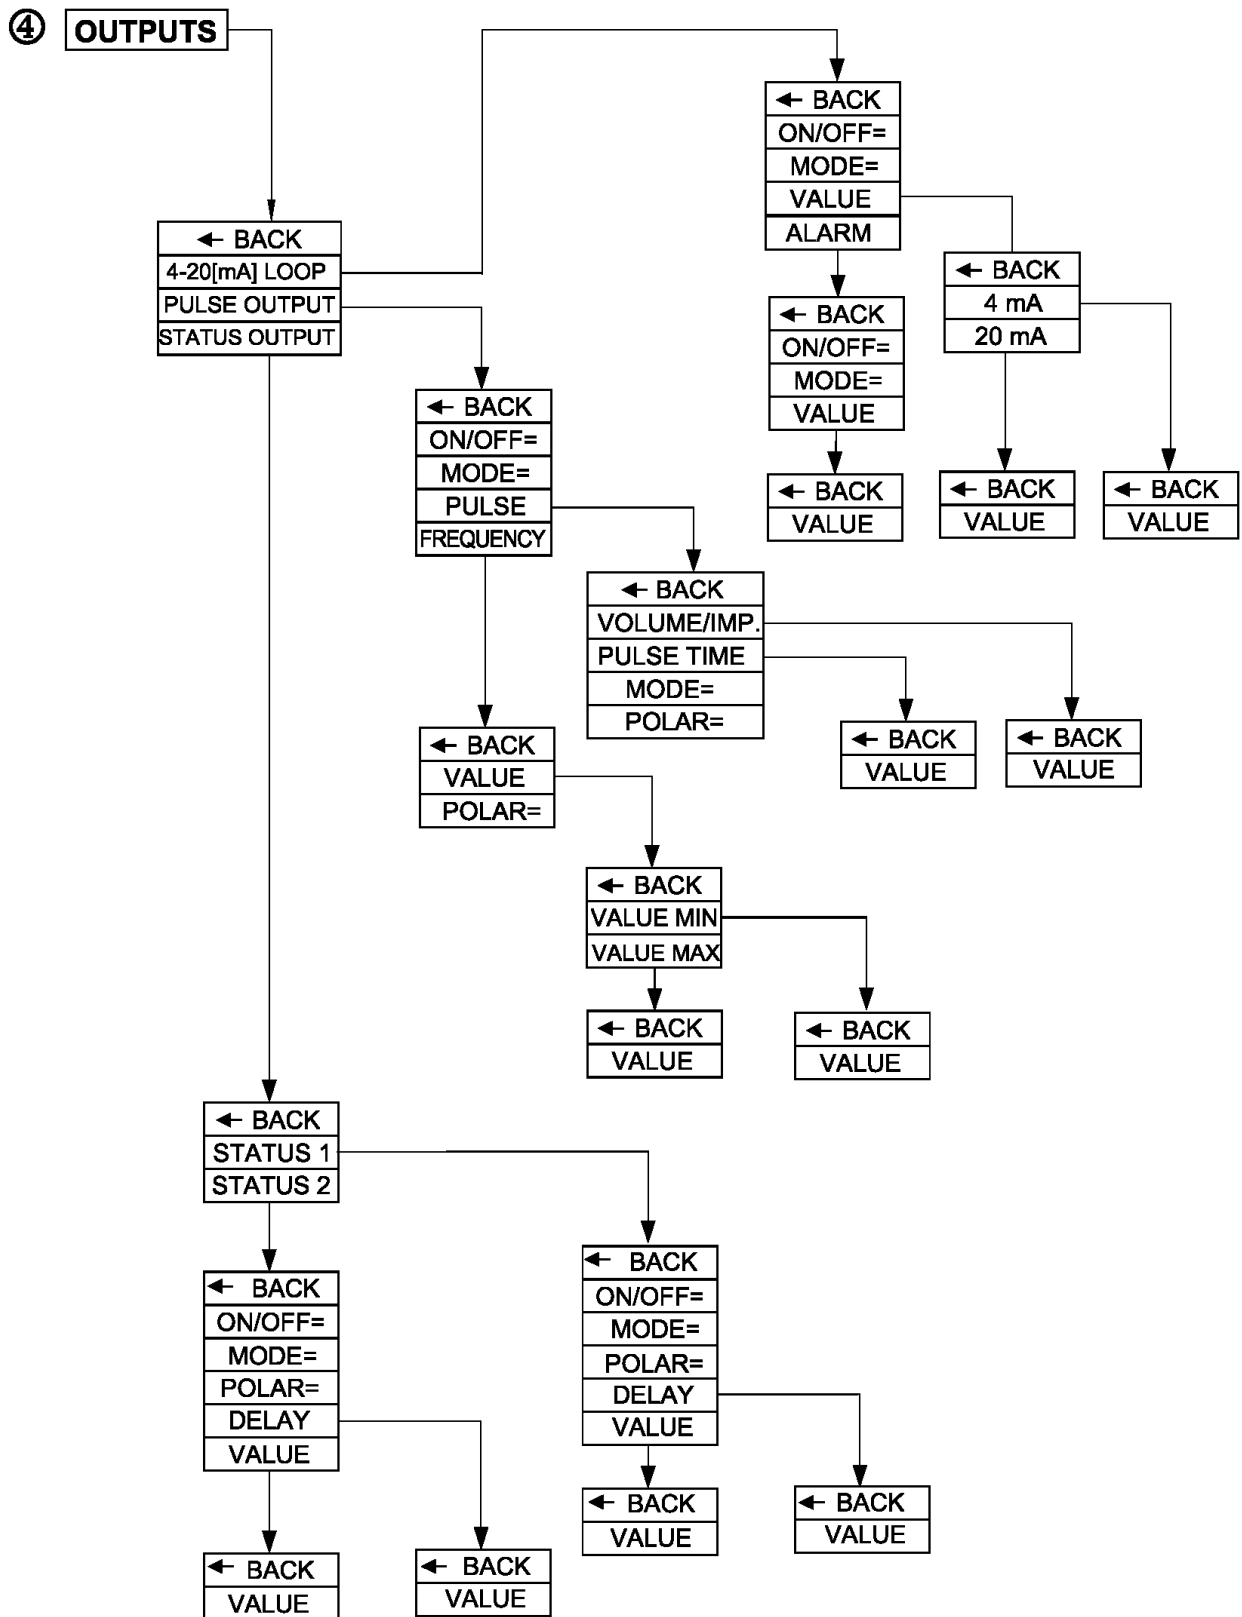 ④ OUTPUTS
← BACK
4-20[mA] LOOP
PULSE OUTPUT
STATUS OUTPUT
← BACK
ON/OFF=
MODE=
VALUE
ALARM
← BACK
4 mA
20 mA
← BACK
ON/OFF=
MODE=
VALUE
← BACK
VALUE
← BACK
VALUE
← BACK
VALUE
← BACK
ON/OFF=
MODE=
PULSE
FREQUENCY
← BACK
VOLUME/IMP.
PULSE TIME
MODE=
POLAR=
← BACK
VALUE
← BACK
VALUE
← BACK
VALUE
POLAR=
← BACK
VALUE MIN
VALUE MAX
← BACK
VALUE
← BACK
VALUE
← BACK
STATUS 1
STATUS 2
← BACK
ON/OFF=
MODE=
POLAR=
DELAY
VALUE
← BACK
ON/OFF=
MODE=
POLAR=
DELAY
VALUE
← BACK
VALUE
← BACK
VALUE
← BACK
VALUE
← BACK
VALUE